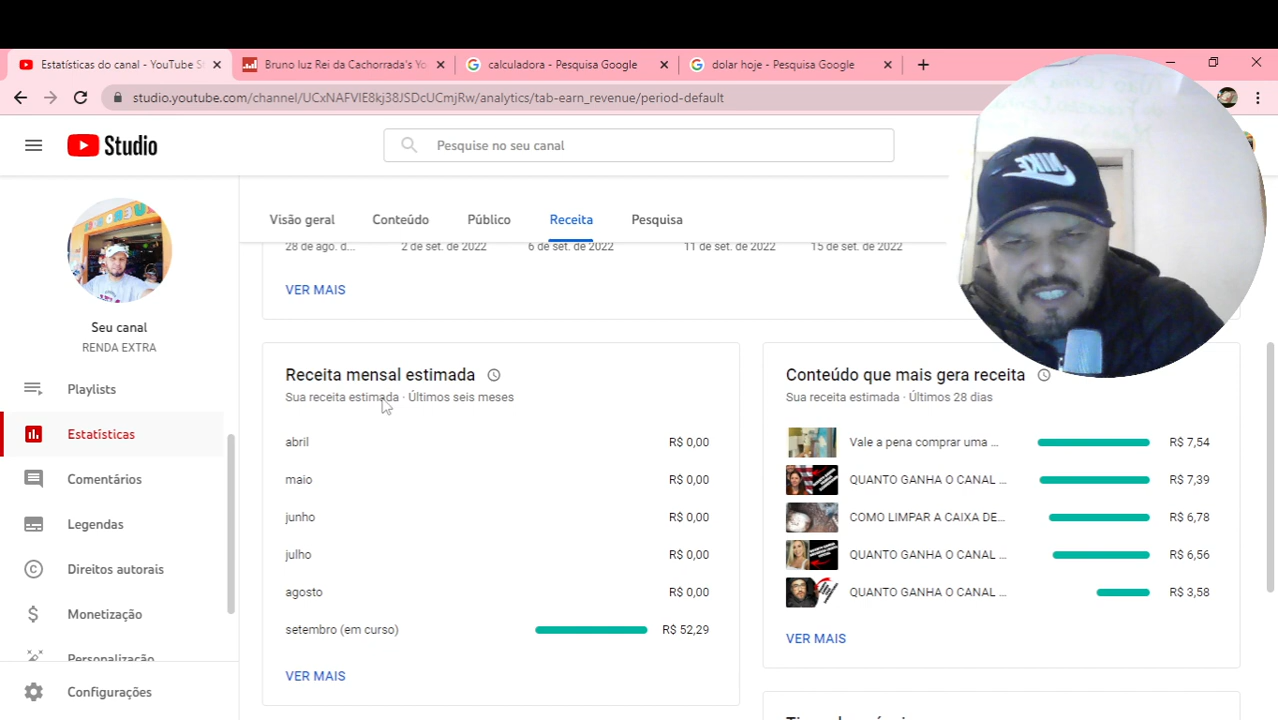 Estatísticas do canal - YouTube S
Bruno luz Rei da Cachorrada's Yo
calculadora - Pesquisa Google
dolar hoje - Pesquisa Google
studio.youtube.com/channel/UCxNAFVIE8kj38JSDcUCmjRw/analytics/tab-earn_revenue/period-default
Studio
Pesquise no seu canal
Visão geral
Conteúdo
Público
Receita
Pesquisa
28 de ago. d...
2 de set. de 2022
6 de set. de 2022
11 de set. de 2022
15 de set. de 2022
VER MAIS
Seu canal
RENDA EXTRA
Playlists
Estatísticas
Comentários
Legendas
Direitos autorais
Monetização
Personalização
Configurações
Receita mensal estimada
Sua receita estimada · Últimos seis meses
abril R$ 0,00
maio R$ 0,00
junho R$ 0,00
julho R$ 0,00
agosto R$ 0,00
setembro (em curso) R$ 52,29
VER MAIS
Conteúdo que mais gera receita
Sua receita estimada · Últimos 28 dias
Vale a pena comprar uma ... R$ 7,54
QUANTO GANHA O CANAL ... R$ 7,39
COMO LIMPAR A CAIXA DE... R$ 6,78
QUANTO GANHA O CANAL ... R$ 6,56
QUANTO GANHA O CANAL ... R$ 3,58
VER MAIS
NIKE